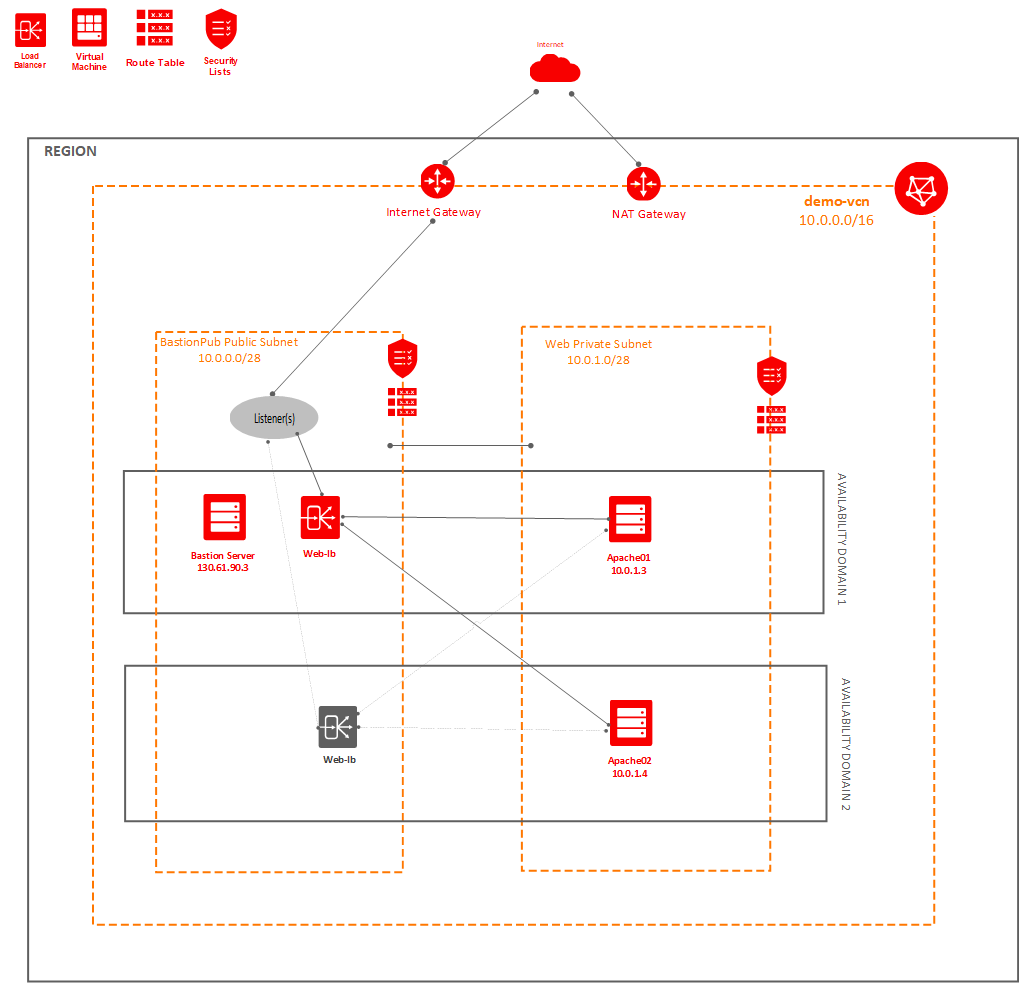 Load
Balancer
Virtual
Machine
Route Table
Security
Lists
Internet
REGION
Internet Gateway
NAT Gateway
demo-vcn
10.0.0.0/16
BastionPub Public Subnet
10.0.0.0/28
Web Private Subnet
10.0.1.0/28
Listener(s)
AVAILABILITY DOMAIN 1
Bastion Server
130.61.90.3
Web-lb
Apache01
10.0.1.3
AVAILABILITY DOMAIN 2
Web-lb
Apache02
10.0.1.4